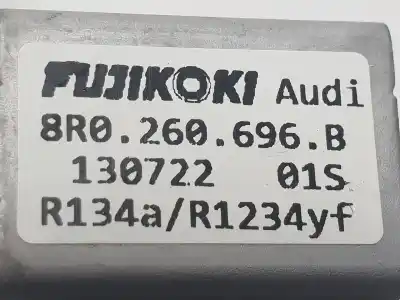 FUJIKOKI Audi
8R0.260.696.B
130722 01S
R134a/R1234yf